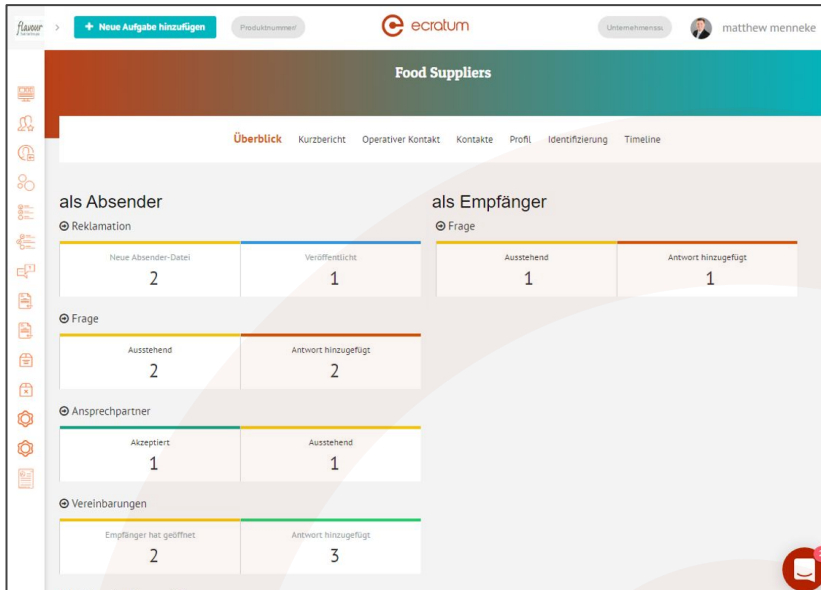 flavour
+ Neue Aufgabe hinzufügen
Produktnummer
ecratum
matthew menneke
Food Suppliers
Überblick Kurzbericht Operativer Kontakt Kontakte Profil Identifizierung Timeline
als Absender
Reklamation
Neue Absender-Datei Veröffentlicht
2 1
Frage
Ausstehend Antwort hinzugefügt
2 2
Ansprechpartner
Akzeptiert Ausstehend
1 1
Vereinbarungen
Empfänger hat geöffnet Antwort hinzugefügt
2 3
als Empfänger
Frage
Ausstehend Antwort hinzugefügt
1 1